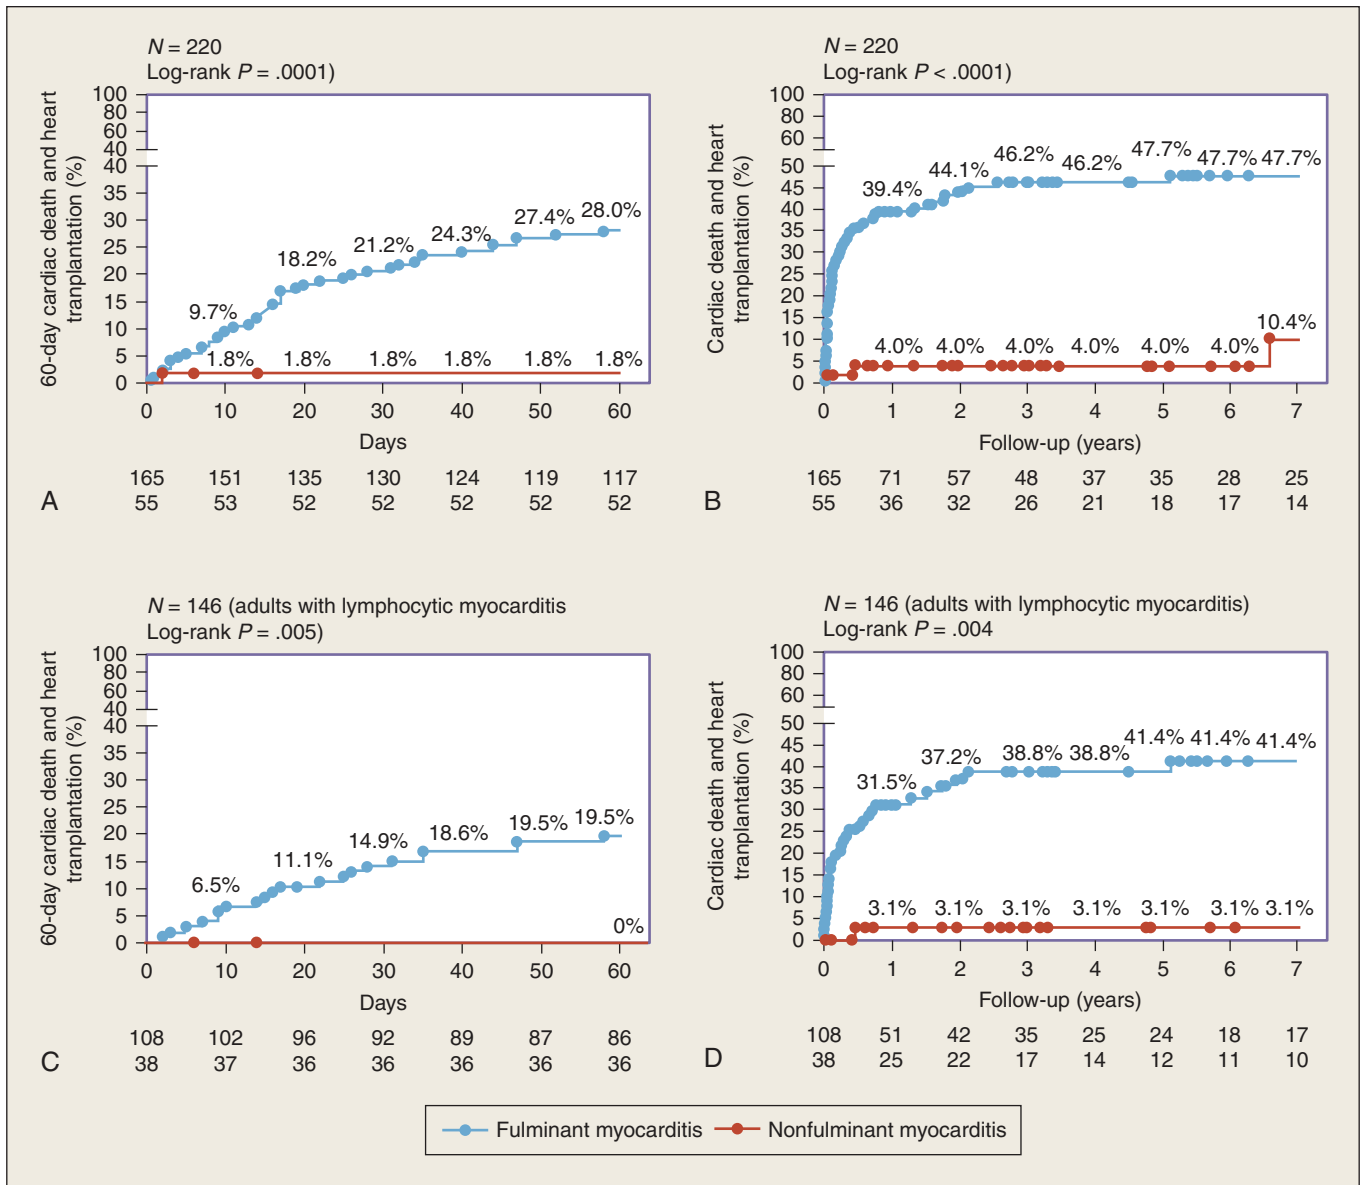 N = 220
Log-rank P = .0001)
60-day cardiac death and heart
tranplantation (%)
100
80
60
40
40
35
30
25
20
15
10
5
0
9.7%
18.2%
21.2%
24.3%
27.4%
28.0%
1.8%
1.8%
1.8%
1.8%
1.8%
1.8%
0 10 20 30 40 50 60
Days
165 151 135 130 124 119 117
55 53 52 52 52 52 52
A
N = 220
Log-rank P < .0001)
Cardiac death and heart
tranplantation (%)
100
80
60
50
45
40
35
30
25
20
15
10
5
0
39.4%
44.1%
46.2%
46.2%
47.7%
47.7%
47.7%
4.0%
4.0%
4.0%
4.0%
4.0%
4.0%
10.4%
0 1 2 3 4 5 6 7
Follow-up (years)
165 71 57 48 37 35 28 25
55 36 32 26 21 18 17 14
B
N = 146 (adults with lymphocytic myocarditis
Log-rank P = .005)
60-day cardiac death and heart
tranplantation (%)
100
80
60
40
40
35
30
25
20
15
10
5
0
6.5%
11.1%
14.9%
18.6%
19.5%
19.5%
0%
0 10 20 30 40 50 60
Days
108 102 96 92 89 87 86
38 37 36 36 36 36 36
C
N = 146 (adults with lymphocytic myocarditis)
Log-rank P = .004
Cardiac death and heart
tranplantation (%)
100
80
60
50
45
40
35
30
25
20
15
10
5
0
31.5%
37.2%
38.8%
38.8%
41.4%
41.4%
41.4%
3.1%
3.1%
3.1%
3.1%
3.1%
3.1%
3.1%
0 1 2 3 4 5 6 7
Follow-up (years)
108 51 42 35 25 24 18 17
38 25 22 17 14 12 11 10
D
Fulminant myocarditis
Nonfulminant myocarditis